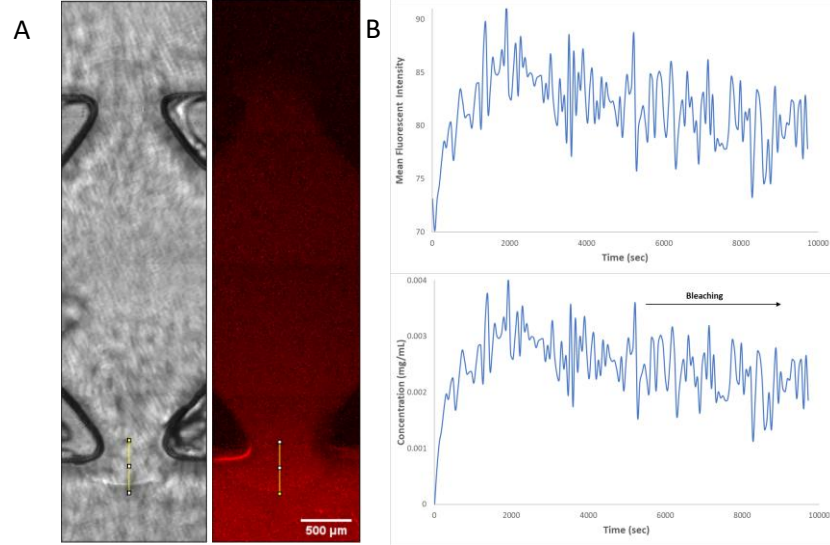 A
500 µm
B
90
85
80
75
70
Mean Fluorescent Intensity
0 2000 4000 6000 8000 10000
Time (sec)
0.004
0.003
0.002
0.001
0
Concentration (mg/mL)
Bleaching
0 2000 4000 6000 8000 10000
Time (sec)